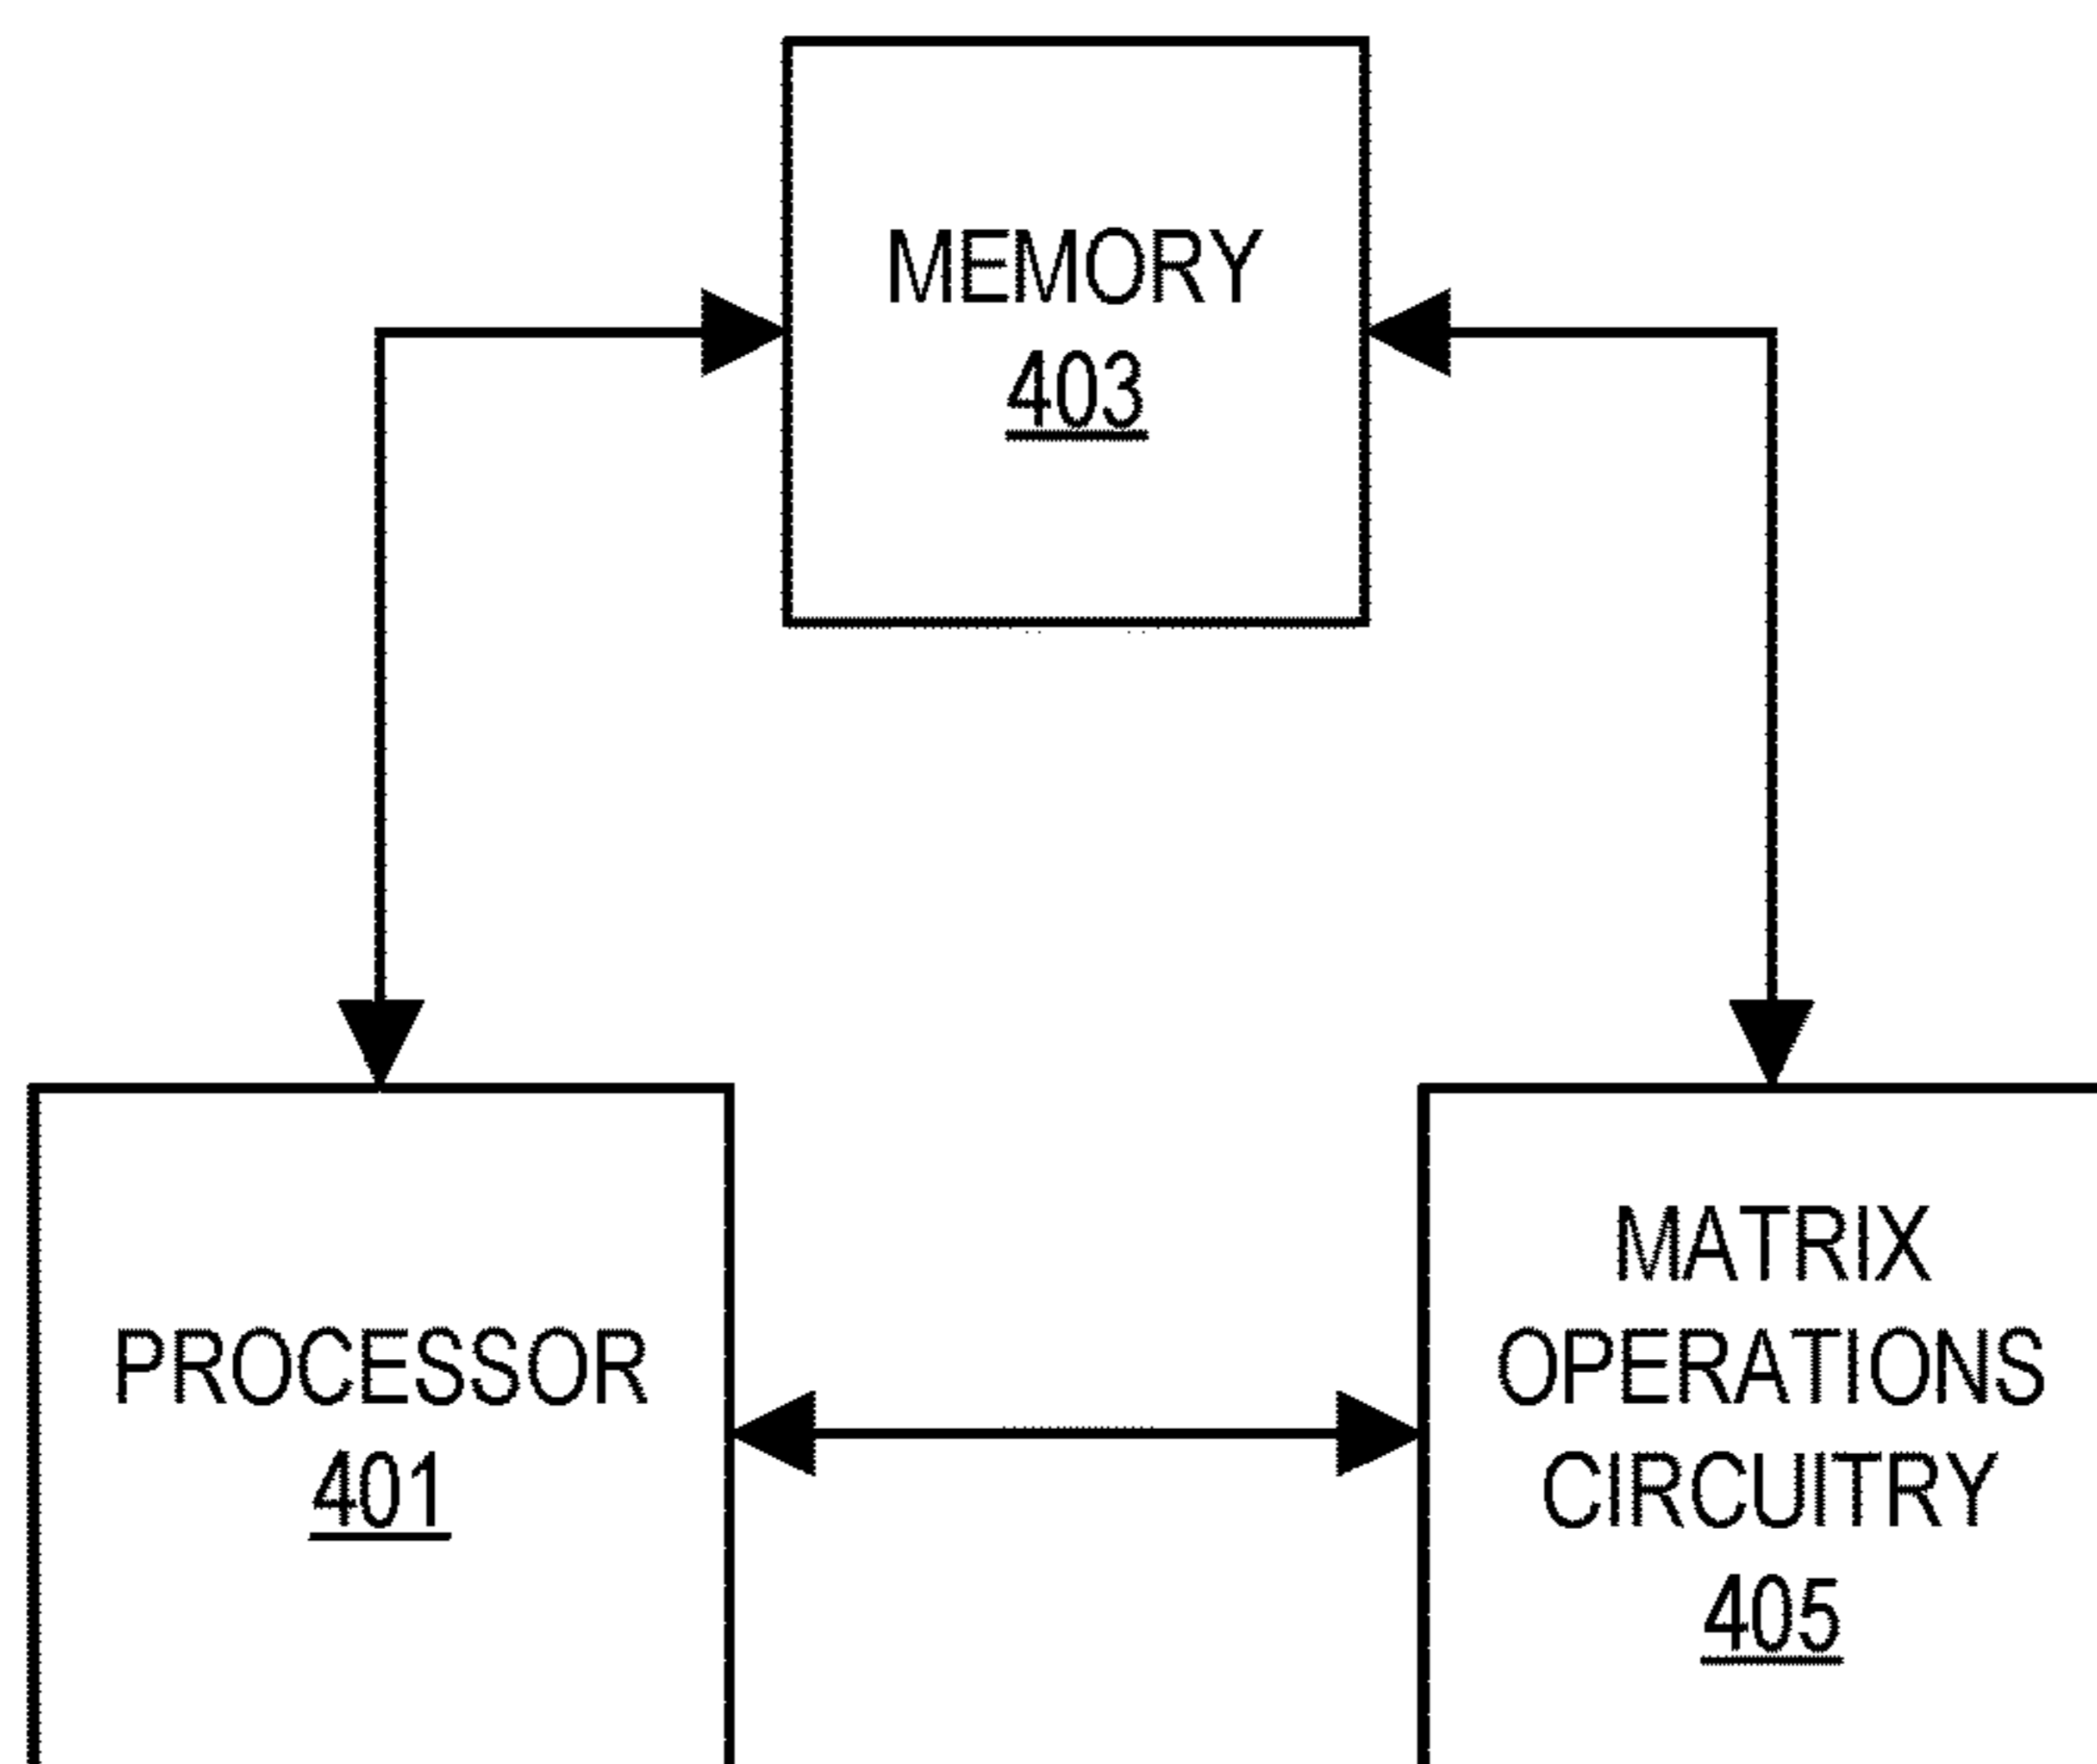 MEMORY
403
PROCESSOR
401
MATRIX
OPERATIONS
CIRCUITRY
405